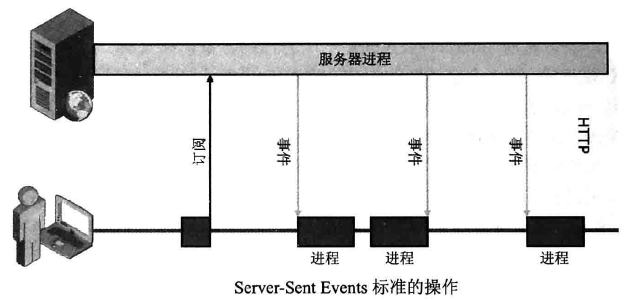 服务器进程
订阅
事件
事件
事件
HTTP
进程
进程
进程
Server-Sent Events 标准的操作